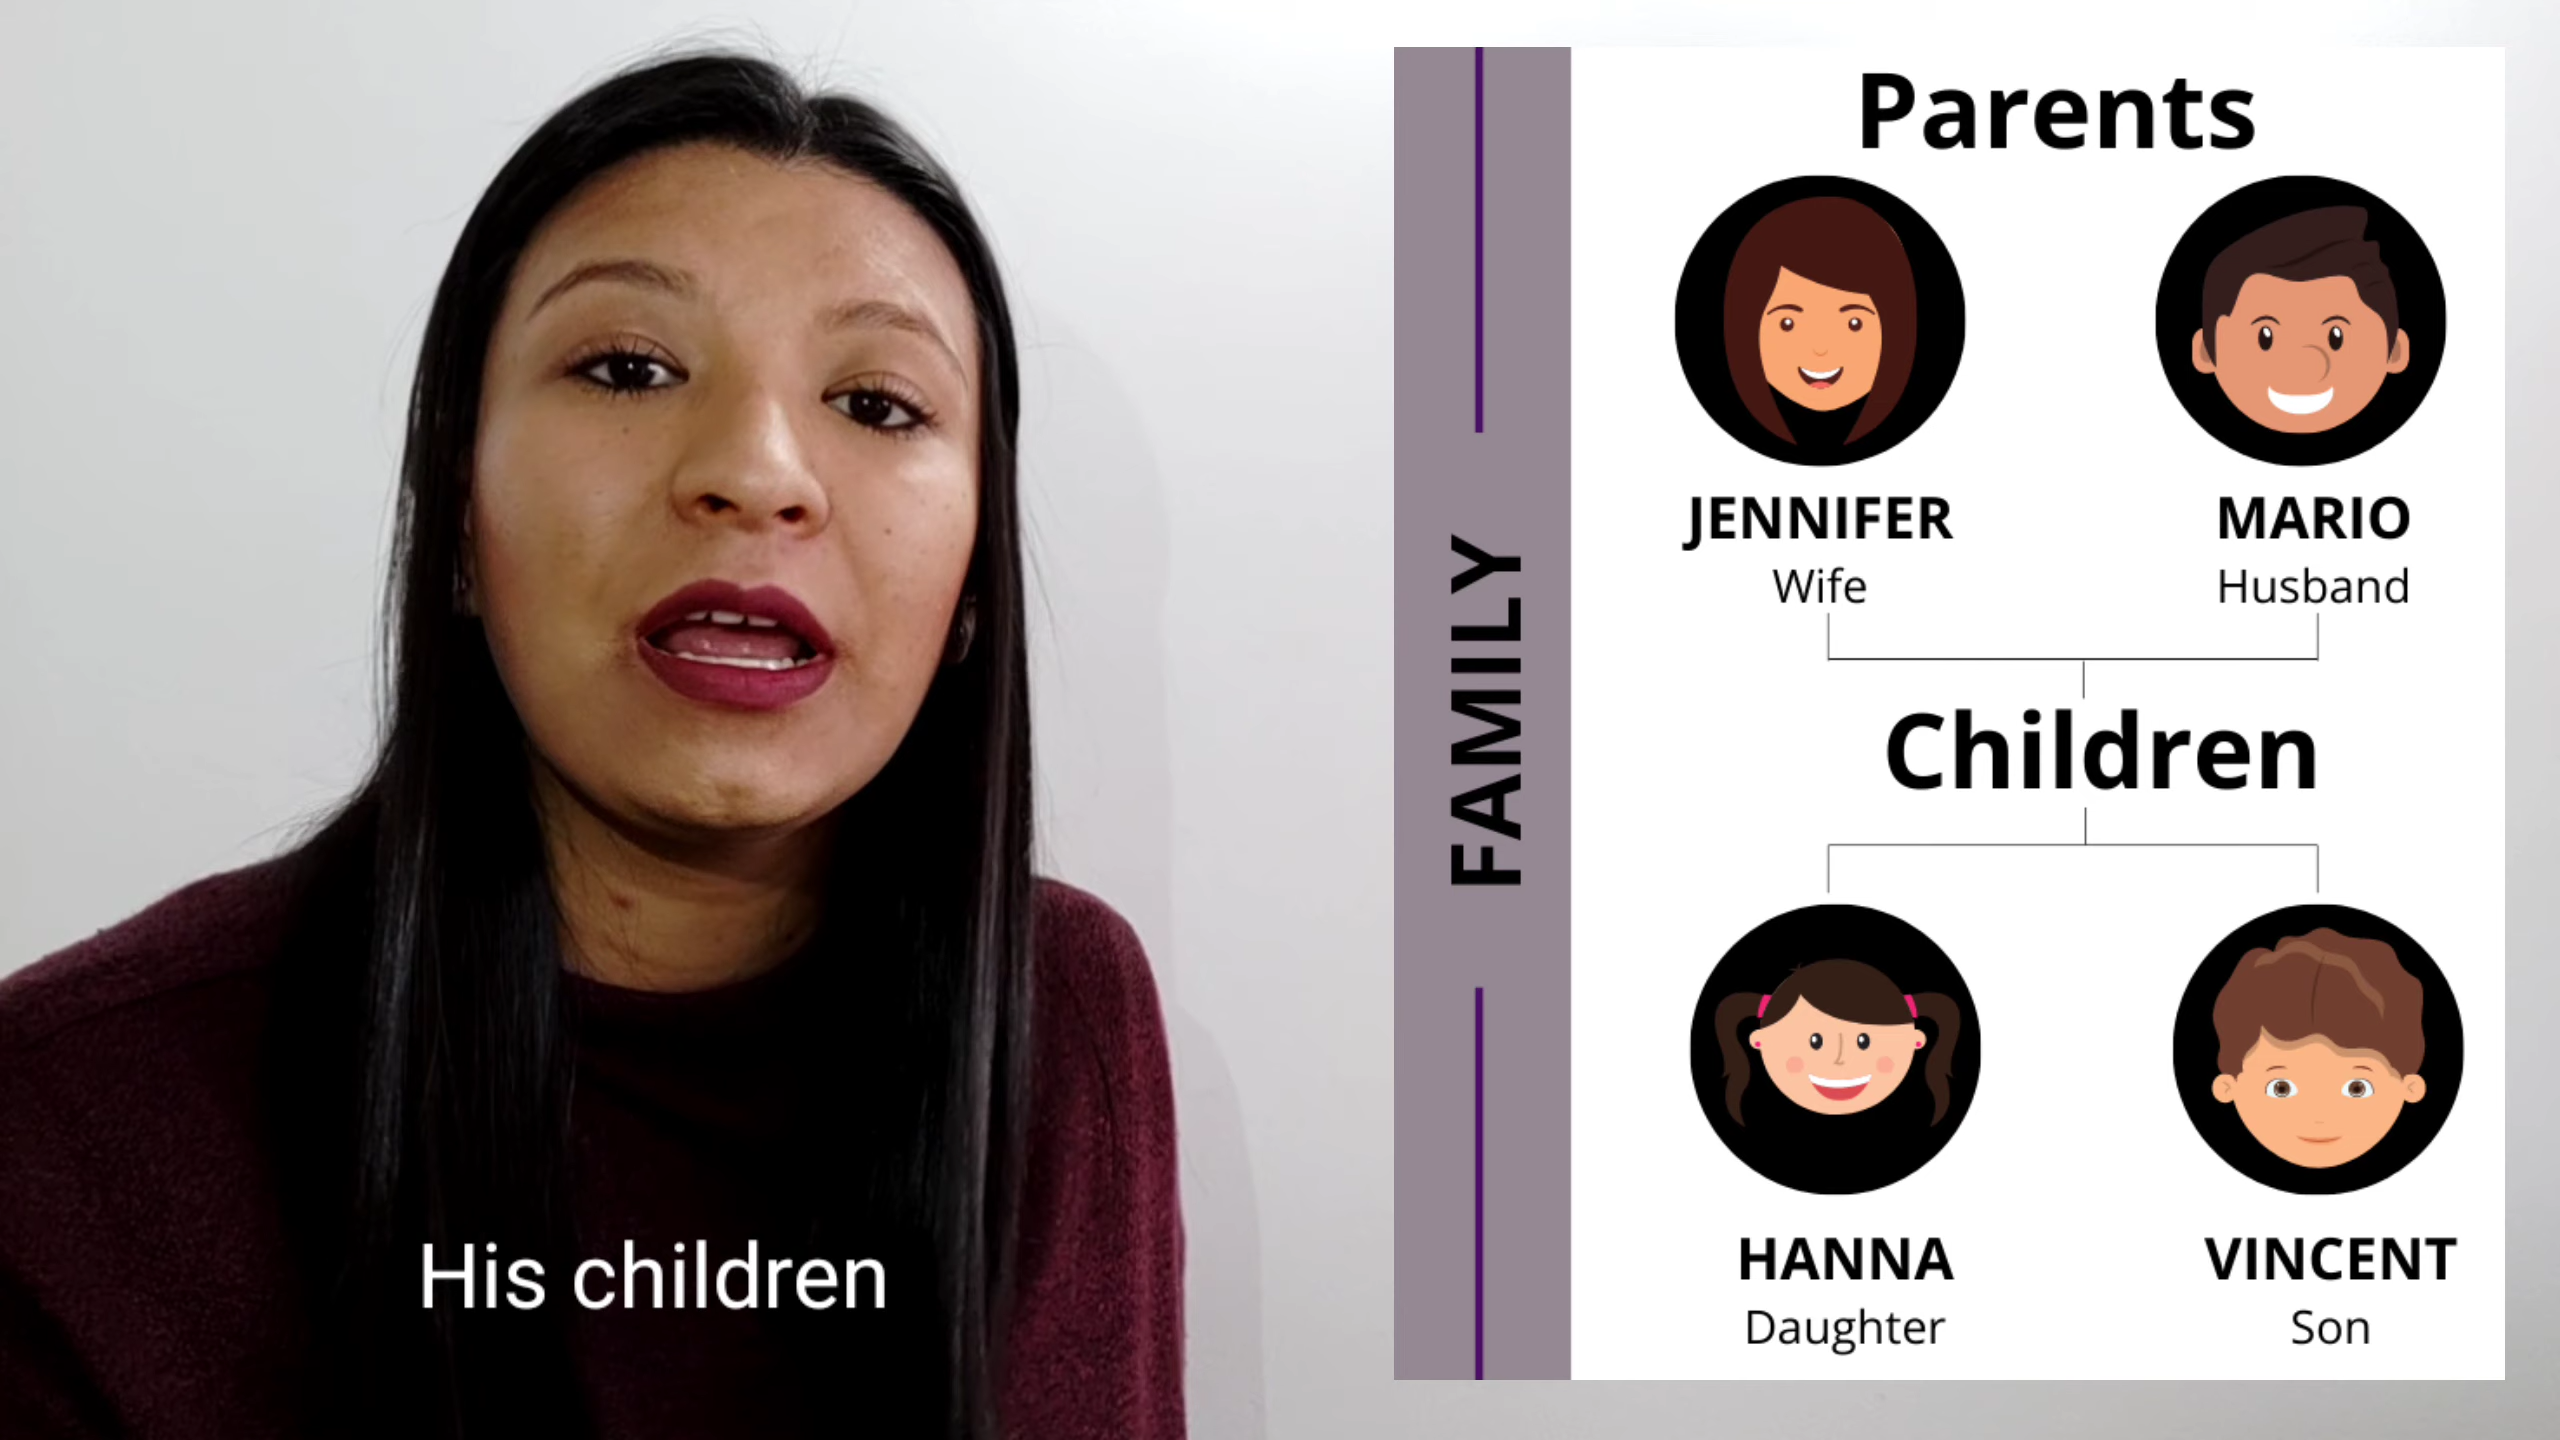 His children
FAMILY
Parents
JENNIFER
Wife
MARIO
Husband
Children
HANNA
Daughter
VINCENT
Son